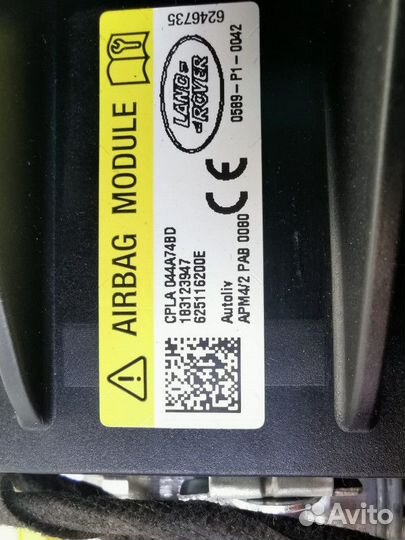 AIRBAG MODULE
CPLA 044A74BD
183123947
625116200E
Autoliv
APM4/2 PAB 0080
CE
LAND
ROVER
0589-P1-0042
6246735
Avito